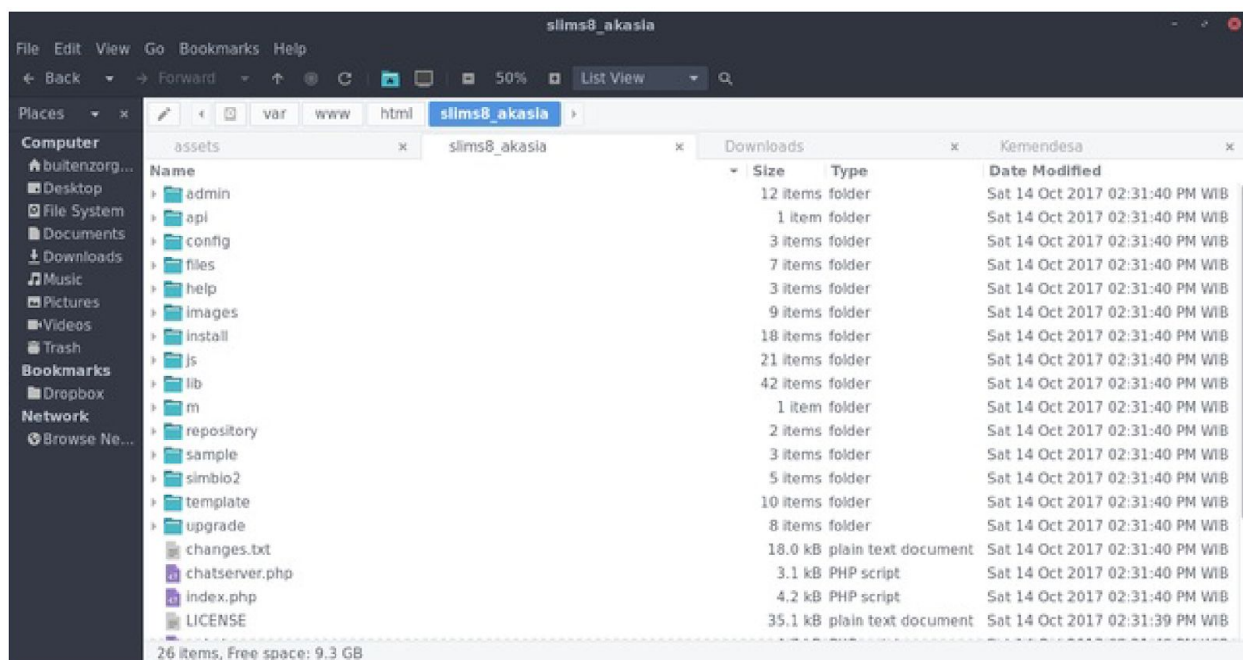 slims8_akasia
File Edit View Go Bookmarks Help
Back Forward 50% List View
Places
var www html slims8_akasia
Computer
buitenzorg...
Desktop
File System
Documents
Downloads
Music
Pictures
Videos
Trash
Bookmarks
Dropbox
Network
Browse Ne...
assets slims8_akasia Downloads Kemendesa
Name Size Type Date Modified
admin 12 items folder Sat 14 Oct 2017 02:31:40 PM WIB
api 1 item folder Sat 14 Oct 2017 02:31:40 PM WIB
config 3 items folder Sat 14 Oct 2017 02:31:40 PM WIB
files 7 items folder Sat 14 Oct 2017 02:31:40 PM WIB
help 3 items folder Sat 14 Oct 2017 02:31:40 PM WIB
images 9 items folder Sat 14 Oct 2017 02:31:40 PM WIB
install 18 items folder Sat 14 Oct 2017 02:31:40 PM WIB
js 21 items folder Sat 14 Oct 2017 02:31:40 PM WIB
lib 42 items folder Sat 14 Oct 2017 02:31:40 PM WIB
m 1 item folder Sat 14 Oct 2017 02:31:40 PM WIB
repository 2 items folder Sat 14 Oct 2017 02:31:40 PM WIB
sample 3 items folder Sat 14 Oct 2017 02:31:40 PM WIB
simbio2 5 items folder Sat 14 Oct 2017 02:31:40 PM WIB
template 10 items folder Sat 14 Oct 2017 02:31:40 PM WIB
upgrade 8 items folder Sat 14 Oct 2017 02:31:40 PM WIB
changes.txt 18.0 kB plain text document Sat 14 Oct 2017 02:31:40 PM WIB
chatserver.php 3.1 kB PHP script Sat 14 Oct 2017 02:31:40 PM WIB
index.php 4.2 kB PHP script Sat 14 Oct 2017 02:31:40 PM WIB
LICENSE 35.1 kB plain text document Sat 14 Oct 2017 02:31:39 PM WIB
26 items, Free space: 9.3 GB